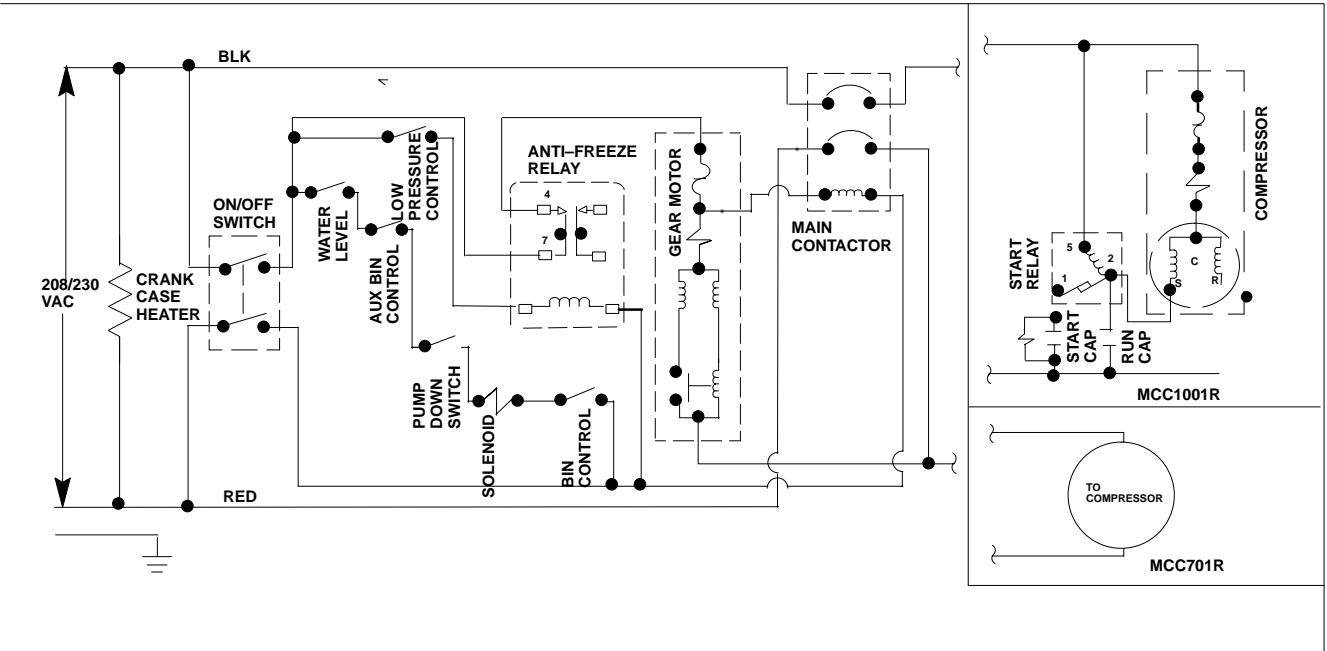 BLK
208/230
VAC
CRANK
CASE
HEATER
ON/OFF
SWITCH
WATER
LEVEL
AUX BIN
CONTROL
LOW
PRESSURE
CONTROL
PUMP
DOWN
SWITCH
SOLENOID
BIN
CONTROL
ANTI–FREEZE
RELAY
4
7
GEAR MOTOR
MAIN
CONTACTOR
RED
START
RELAY
5
2
1
START
CAP
RUN
CAP
C
S
R
COMPRESSOR
MCC1001R
TO
COMPRESSOR
MCC701R